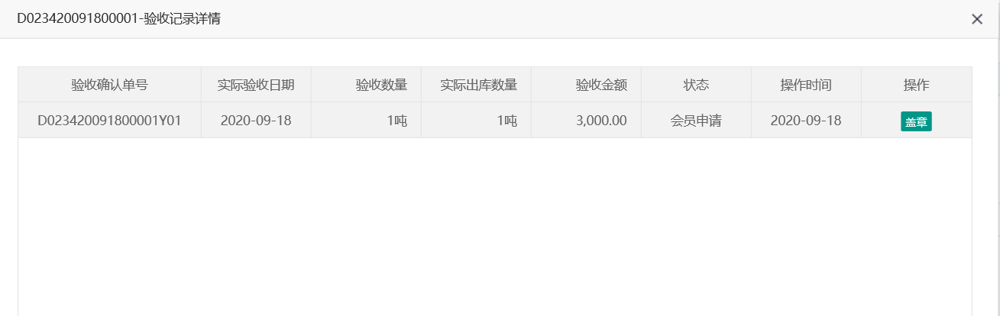 D023420091800001-验收记录详情
验收确认单号 实际验收日期 验收数量 实际出库数量 验收金额 状态 操作时间 操作
D023420091800001Y01 2020-09-18 1吨 1吨 3,000.00 会员申请 2020-09-18 盖章